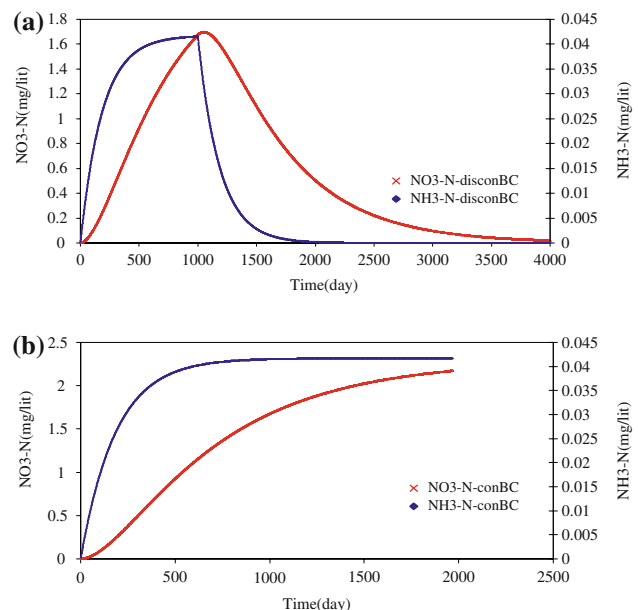 (a)
1.8
1.6
1.4
1.2
1
0.8
0.6
0.4
0.2
0
NO3-N(mg/lit)
0.045
0.04
0.035
0.03
0.025
0.02
0.015
0.01
0.005
0
NH3-N(mg/lit)
NO3-N-disconBC
NH3-N-disconBC
0 500 1000 1500 2000 2500 3000 3500 4000
Time(day)
(b)
2.5
2
1.5
1
0.5
0
NO3-N(mg/lit)
0.045
0.04
0.035
0.03
0.025
0.02
0.015
0.01
0.005
0
NH3-N(mg/lit)
NO3-N-conBC
NH3-N-conBC
0 500 1000 1500 2000 2500
Time(day)